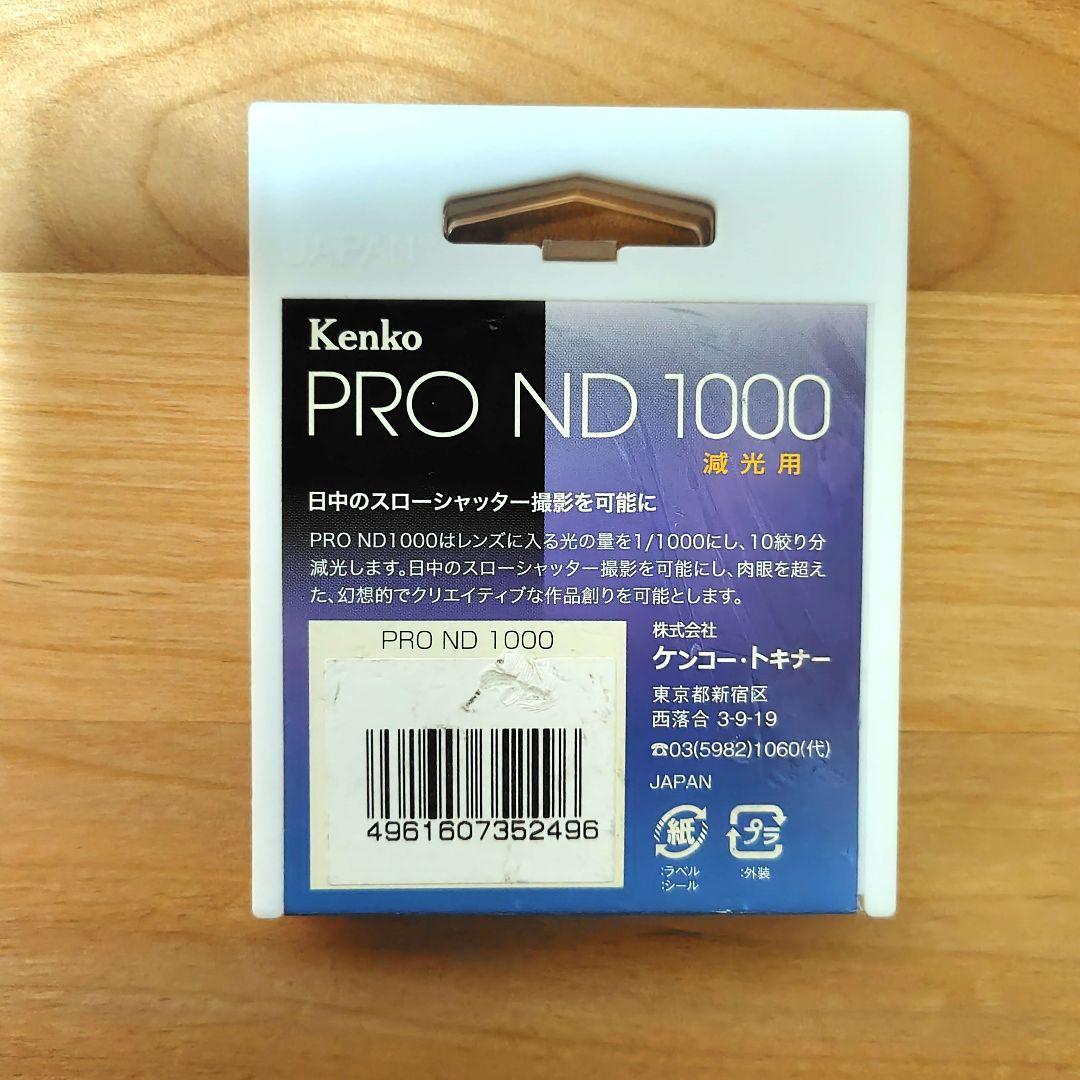 JAPAN
Kenko
PRO ND 1000
減光用
日中のスローシャッター撮影を可能に
PRO ND1000はレンズに入る光の量を1/1000にし、10絞り分
減光します。日中のスローシャッター撮影を可能にし、肉眼を超え
た、幻想的でクリエイティブな作品創りを可能とします。
PRO ND 1000
4961607352496
株式会社
ケンコー・トキナー
東京都新宿区
西落合 3-9-19
☎03(5982)1060(代)
JAPAN
紙
:ラベル
:シール
プラ
:外装